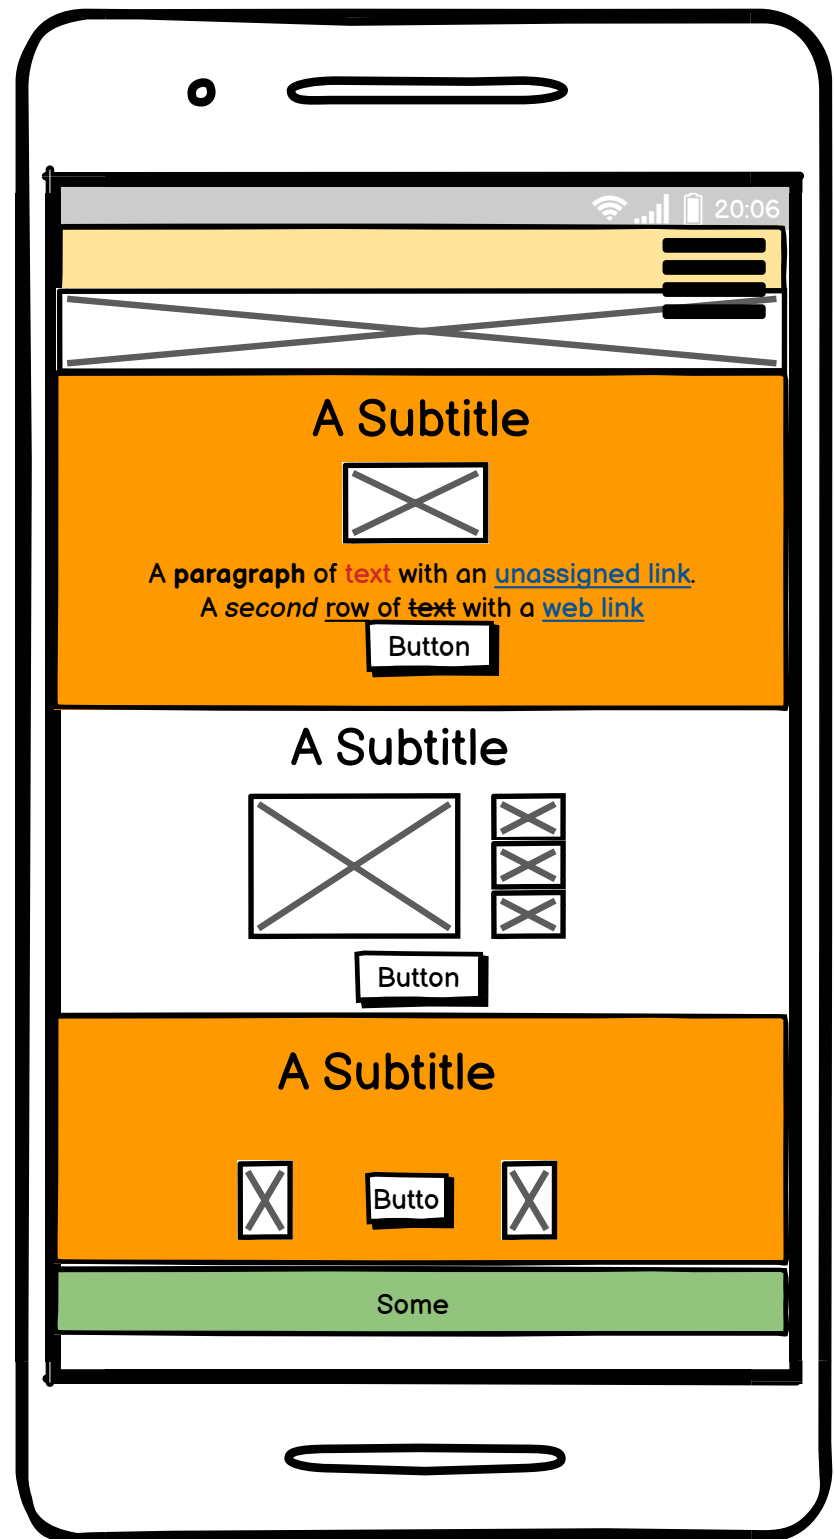 20:06
A Subtitle
A paragraph of text with an unassigned link.
A second row of text with a web link
Button
A Subtitle
Button
A Subtitle
Butto
Some